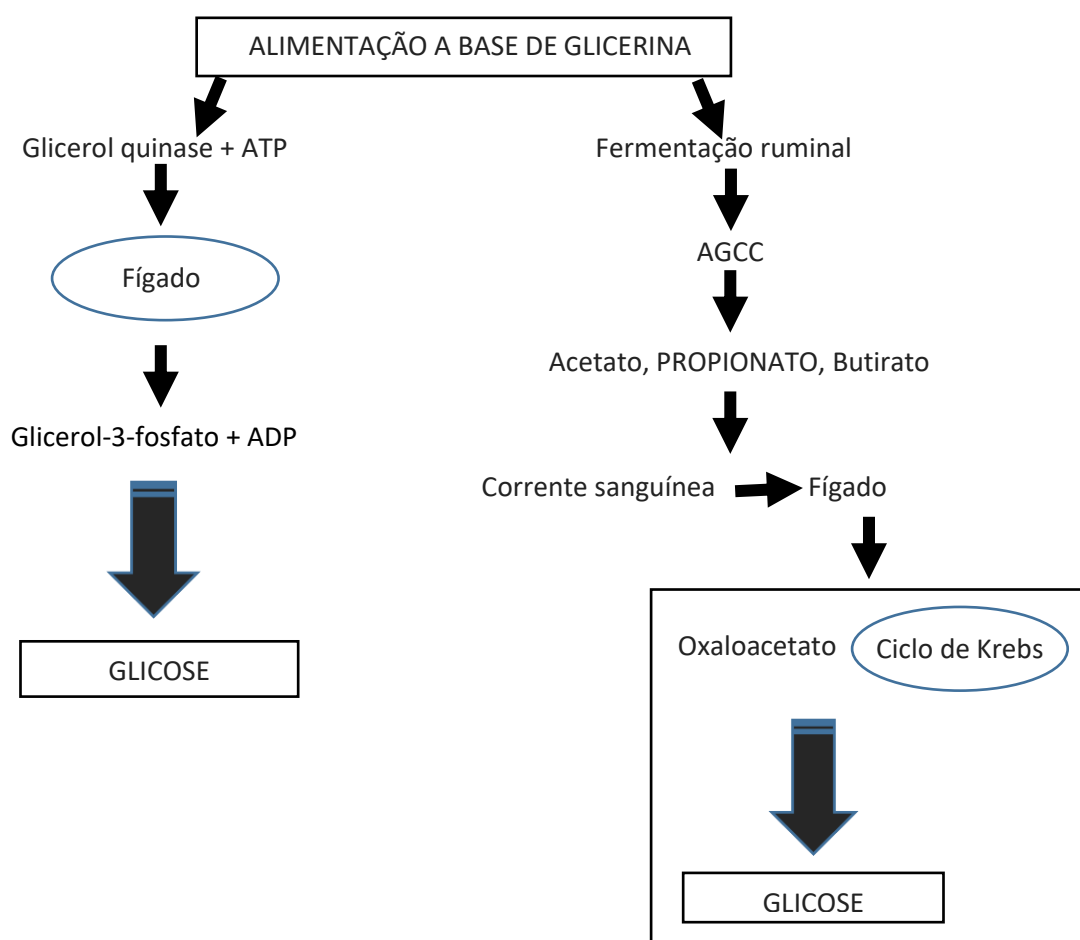 ALIMENTAÇÃO A BASE DE GLICERINA
Glicerol quinase + ATP
Fígado
Glicerol-3-fosfato + ADP
GLICOSE
Fermentação ruminal
AGCC
Acetato, PROPIONATO, Butirato
Corrente sanguínea
Fígado
Oxaloacetato
Ciclo de Krebs
GLICOSE